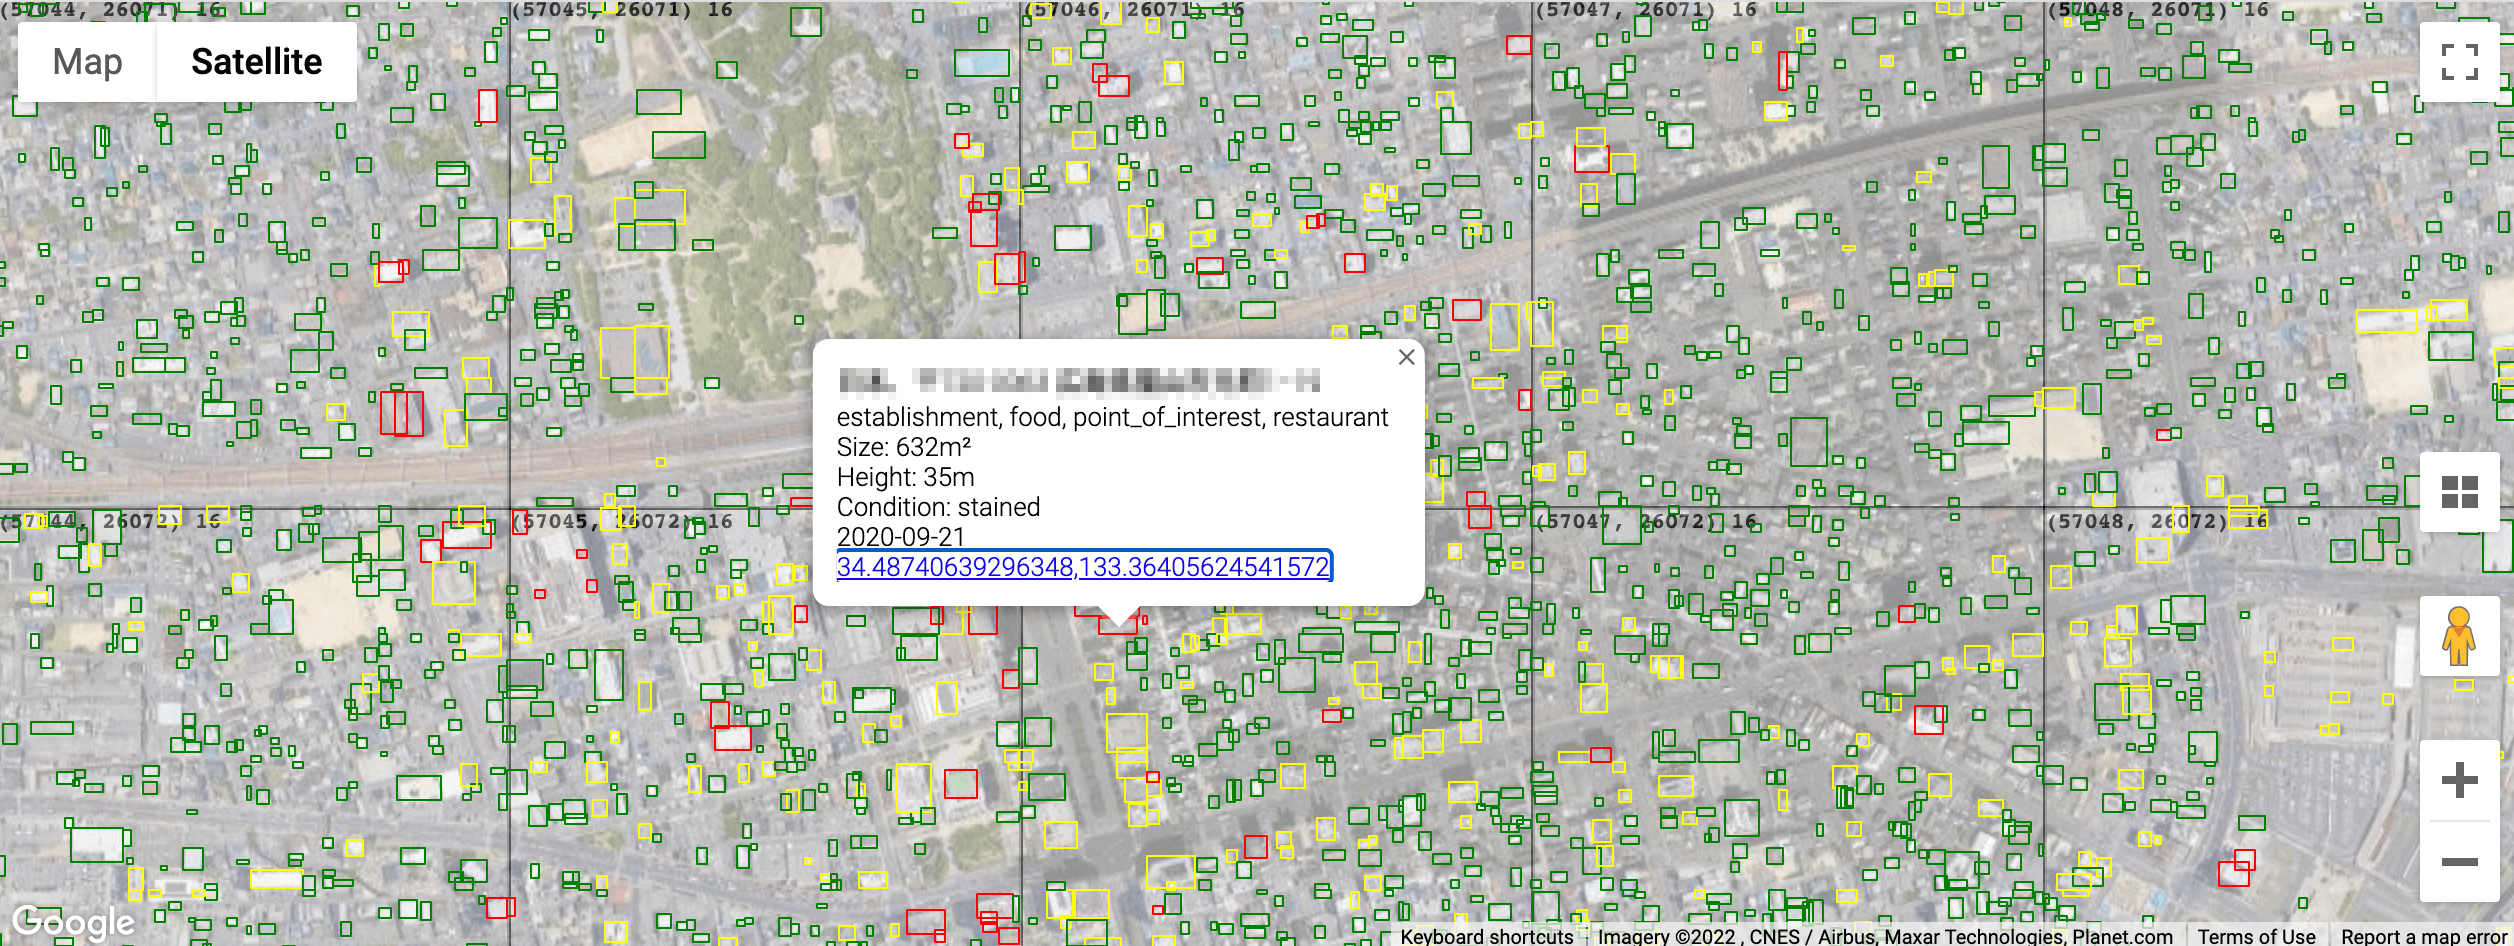 (57044, 26071) 16
(57045, 26071) 16
(57046, 26071) 16
(57047, 26071) 16
(57048, 26071) 16
Map
Satellite
establishment, food, point_of_interest, restaurant
Size: 632m²
Height: 35m
Condition: stained
2020-09-21
34.48740639296348,133.36405624541572
(57044, 26072) 16
(57045, 26072) 16
(57047, 26072) 16
(57048, 26072) 16
Google
Keyboard shortcuts
Imagery ©2022 , CNES / Airbus, Maxar Technologies, Planet.com
Terms of Use
Report a map error